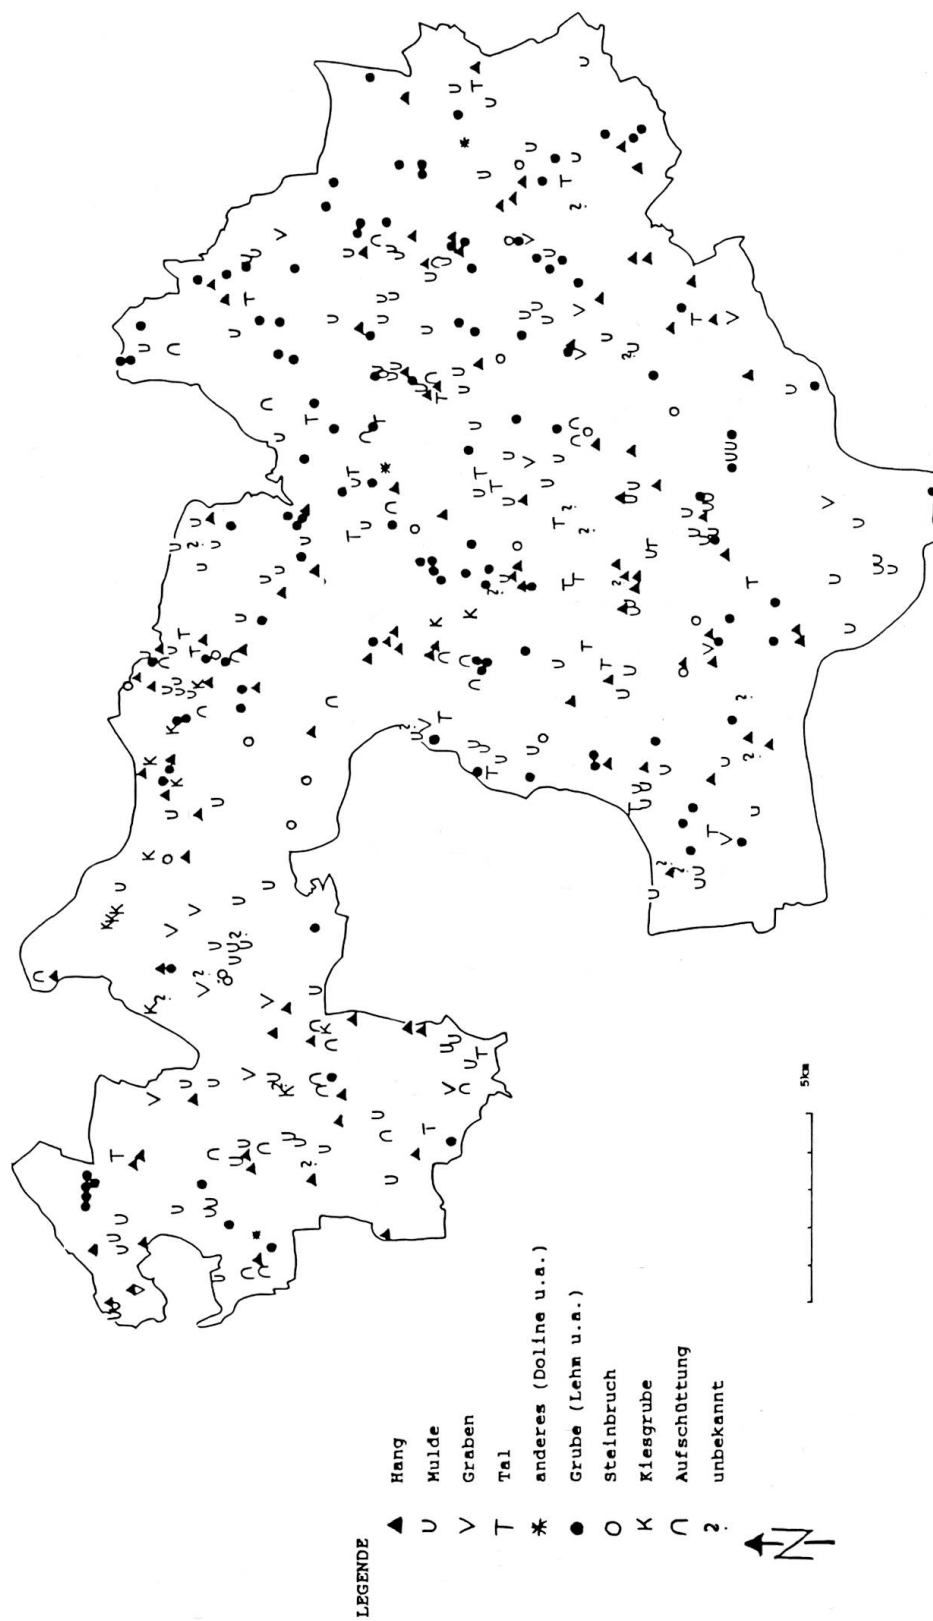 LEGENDE
▲ Hang
U Mulde
V Graben
T Tal
* anderes (Doline u.a.)
● Grube (Lehm u.a.)
O Steinbruch
K Kiesgrube
∩ Aufschüttung
? unbekannt
N
5km